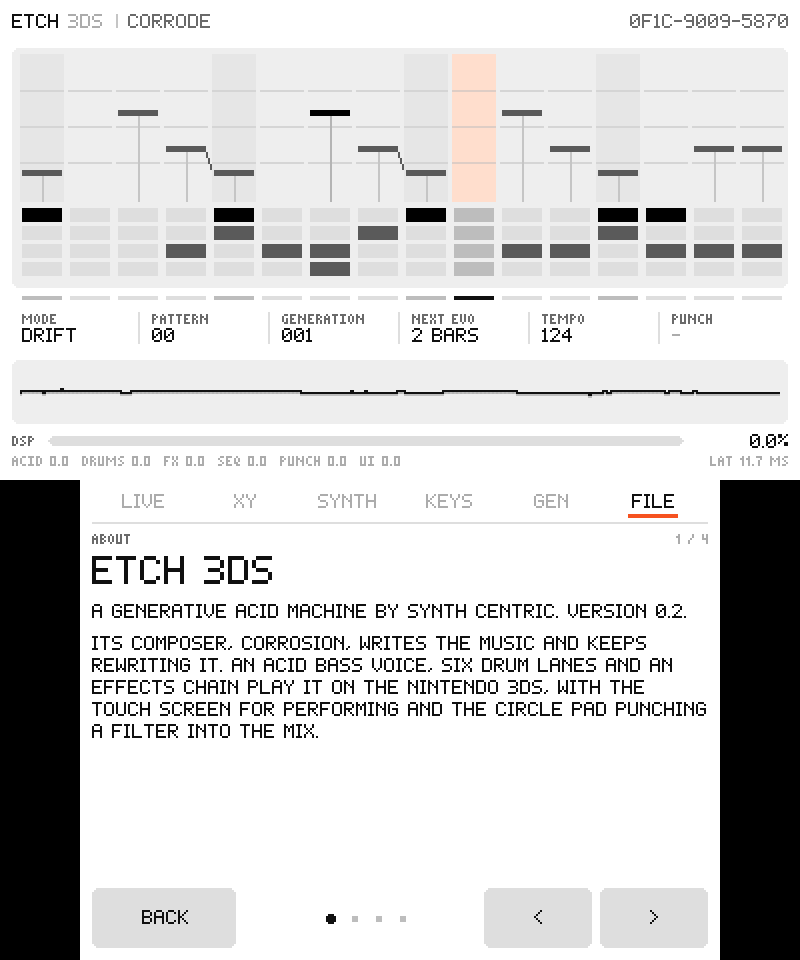 ETCH 3DS | CORRODE 0F1C-9009-5870
MODE PATTERN GENERATION NEXT EVO TEMPO PUNCH
DRIFT 00 001 2 BARS 124 -
DSP 0.0%
ACID 0.0 DRUMS 0.0 FX 0.0 SEQ 0.0 PUNCH 0.0 UI 0.0 LAT 11.7 MS
LIVE XY SYNTH KEYS GEN FILE
ABOUT 1 / 4
ETCH 3DS
A GENERATIVE ACID MACHINE BY SYNTH CENTRIC. VERSION 0.2.
ITS COMPOSER, CORROSION, WRITES THE MUSIC AND KEEPS
REWRITING IT. AN ACID BASS VOICE, SIX DRUM LANES AND AN
EFFECTS CHAIN PLAY IT ON THE NINTENDO 3DS, WITH THE
TOUCH SCREEN FOR PERFORMING AND THE CIRCLE PAD PUNCHING
A FILTER INTO THE MIX.
BACK < >